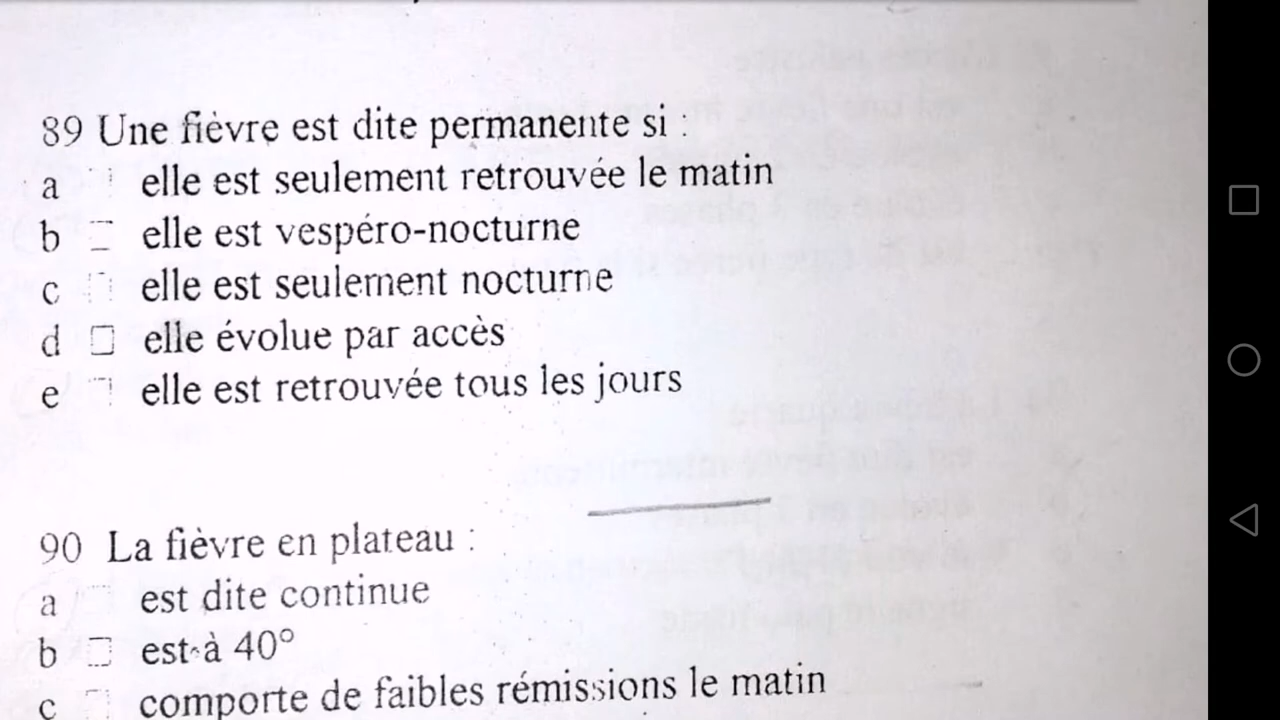 89 Une fièvre est dite permanente si :
a elle est seulement retrouvée le matin
b elle est vespéro-nocturne
c elle est seulement nocturne
d elle évolue par accès
e elle est retrouvée tous les jours
90 La fièvre en plateau :
a est dite continue
b est à 40°
c comporte de faibles rémissions le matin